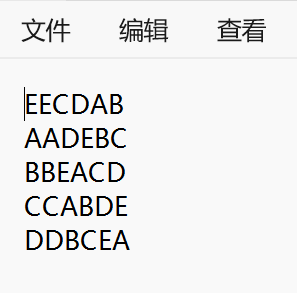 文件 编辑 查看
EECDAB
AADEBC
BBEACD
CCABDE
DDBCEA